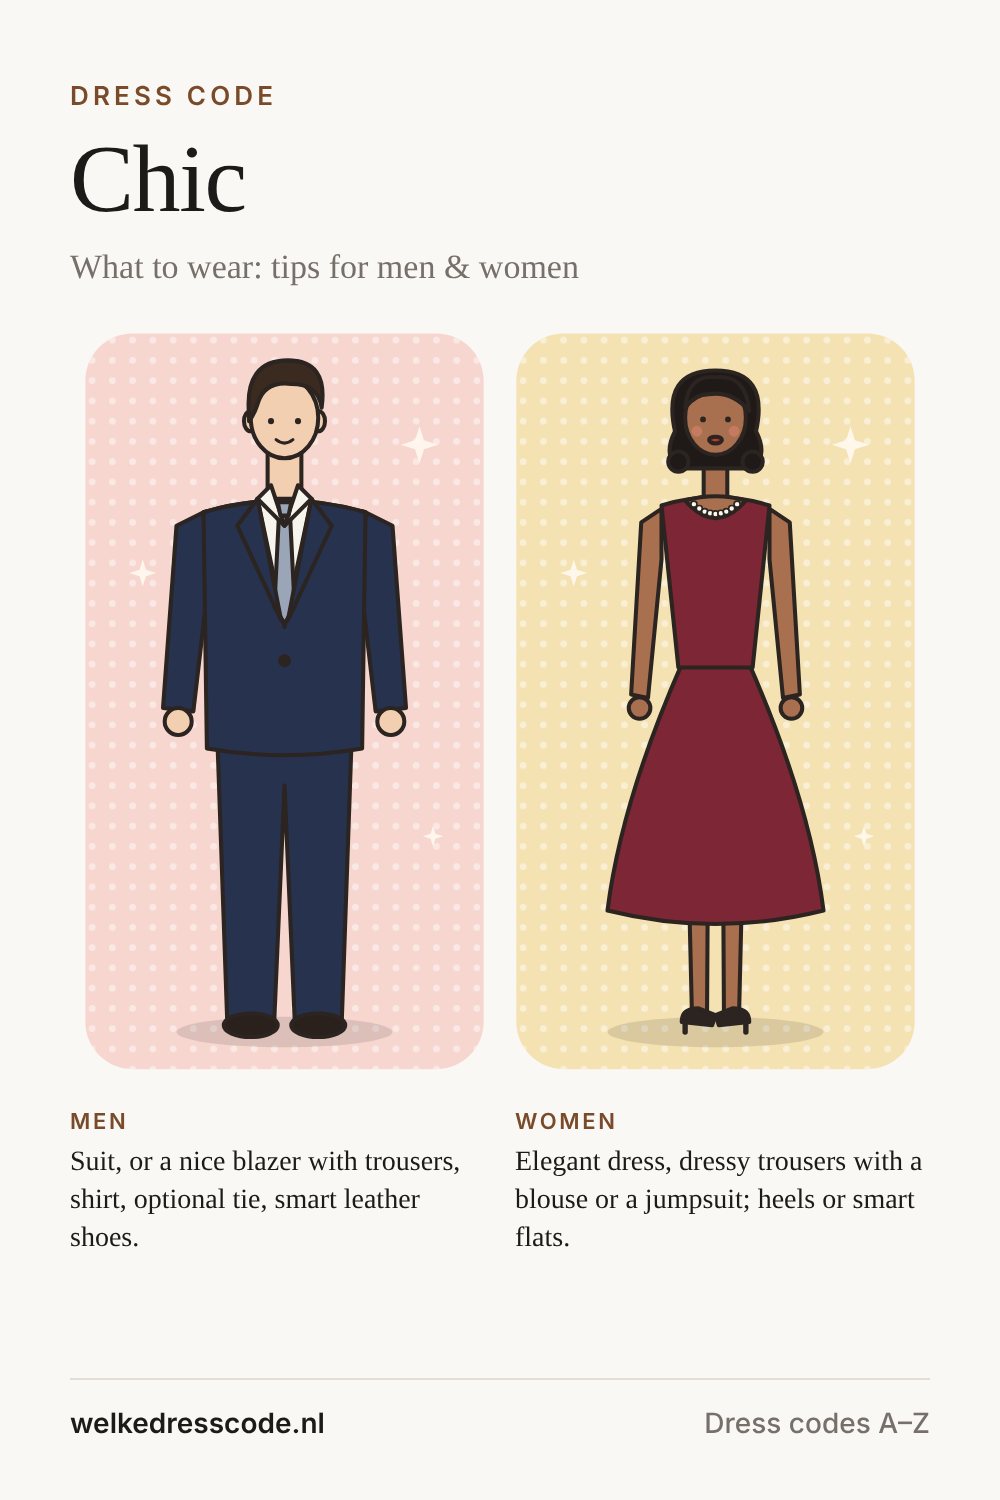 DRESS CODE
Chic
What to wear: tips for men & women
MEN
Suit, or a nice blazer with trousers,
shirt, optional tie, smart leather
shoes.
WOMEN
Elegant dress, dressy trousers with a
blouse or a jumpsuit; heels or smart
flats.
welkedresscode.nl
Dress codes A–Z